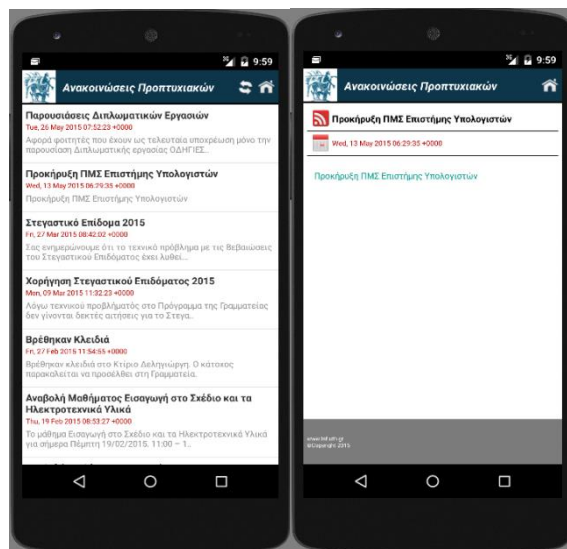 3G 9:59
Ανακοινώσεις Προπτυχιακών
Παρουσιάσεις Διπλωματικών Εργασιών
Tue, 26 May 2015 07:52:23 +0000
Αφορά φοιτητές που έχουν ως τελευταία υποχρέωση μόνο την
παρουσίαση Διπλωματικής εργασίας ΟΔΗΓΙΕΣ..
Προκήρυξη ΠΜΣ Επιστήμης Υπολογιστών
Wed, 13 May 2015 06:29:35 +0000
Προκήρυξη ΠΜΣ Επιστήμης Υπολογιστών
Στεγαστικό Επίδομα 2015
Fri, 27 Mar 2015 08:42:02 +0000
Σας ενημερώνουμε ότι το τεχνικό πρόβλημα με τις Βεβαιώσεις
του Στεγαστικού Επιδόματος έχει λυθεί...
Χορήγηση Στεγαστικού Επιδόματος 2015
Mon, 09 Mar 2015 11:32:23 +0000
Λόγω τεχνικού προβλήματός στο Πρόγραμμα της Γραμματείας
δεν γίνονται δεκτές αιτήσεις για το Στεγα..
Βρέθηκαν Κλειδιά
Fri, 27 Feb 2015 11:54:55 +0000
Βρέθηκαν κλειδιά στο Κτίριο Δεληγιώργη. Ο κάτοχος
παρακαλείται να προσέλθει στη Γραμματεία.
Αναβολή Μαθήματος Εισαγωγή στο Σχέδιο και τα
Ηλεκτροτεχνικά Υλικά
Thu, 19 Feb 2015 08:53:27 +0000
Το μάθημα Εισαγωγή στο Σχέδιο και τα Ηλεκτροτεχνικά Υλικά
για σήμερα Πέμπτη 19/02/2015. 11:00 – 1..
3G 9:59
Ανακοινώσεις Προπτυχιακών
Προκήρυξη ΠΜΣ Επιστήμης Υπολογιστών
Wed, 13 May 2015 06:29:35 +0000
Προκήρυξη ΠΜΣ Επιστήμης Υπολογιστών
©Copyright 2015